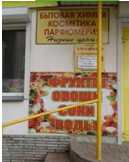 БЫТОВАЯ ХИМИЯ
КОСМЕТИКА
ПАРФЮМЕРИЯ
Низкие цены
ФРУКТЫ
ОВОЩИ
СОКИ
ВОДЫ